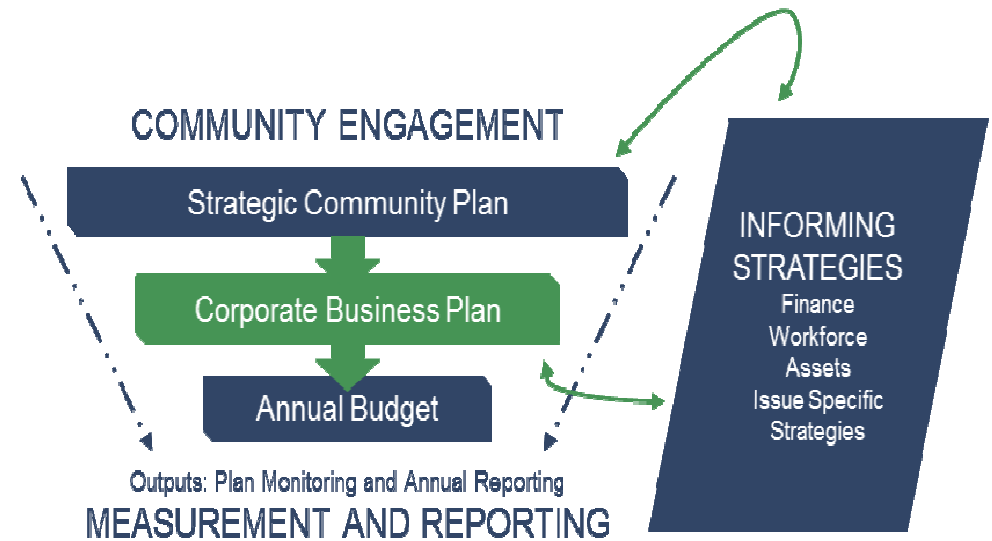 COMMUNITY ENGAGEMENT
Strategic Community Plan
Corporate Business Plan
Annual Budget
Outputs: Plan Monitoring and Annual Reporting
MEASUREMENT AND REPORTING
INFORMING
STRATEGIES
Finance
Workforce
Assets
Issue Specific
Strategies